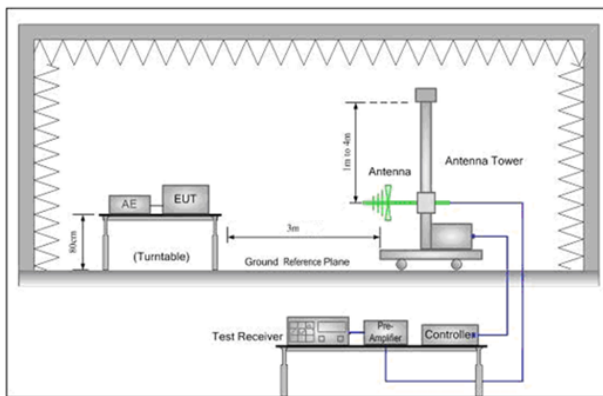 1m to 4m
Antenna
Antenna Tower
AE
EUT
80cm
(Turntable)
3m
Ground Reference Plane
Test Receiver
Pre-
Amplifier
Controller